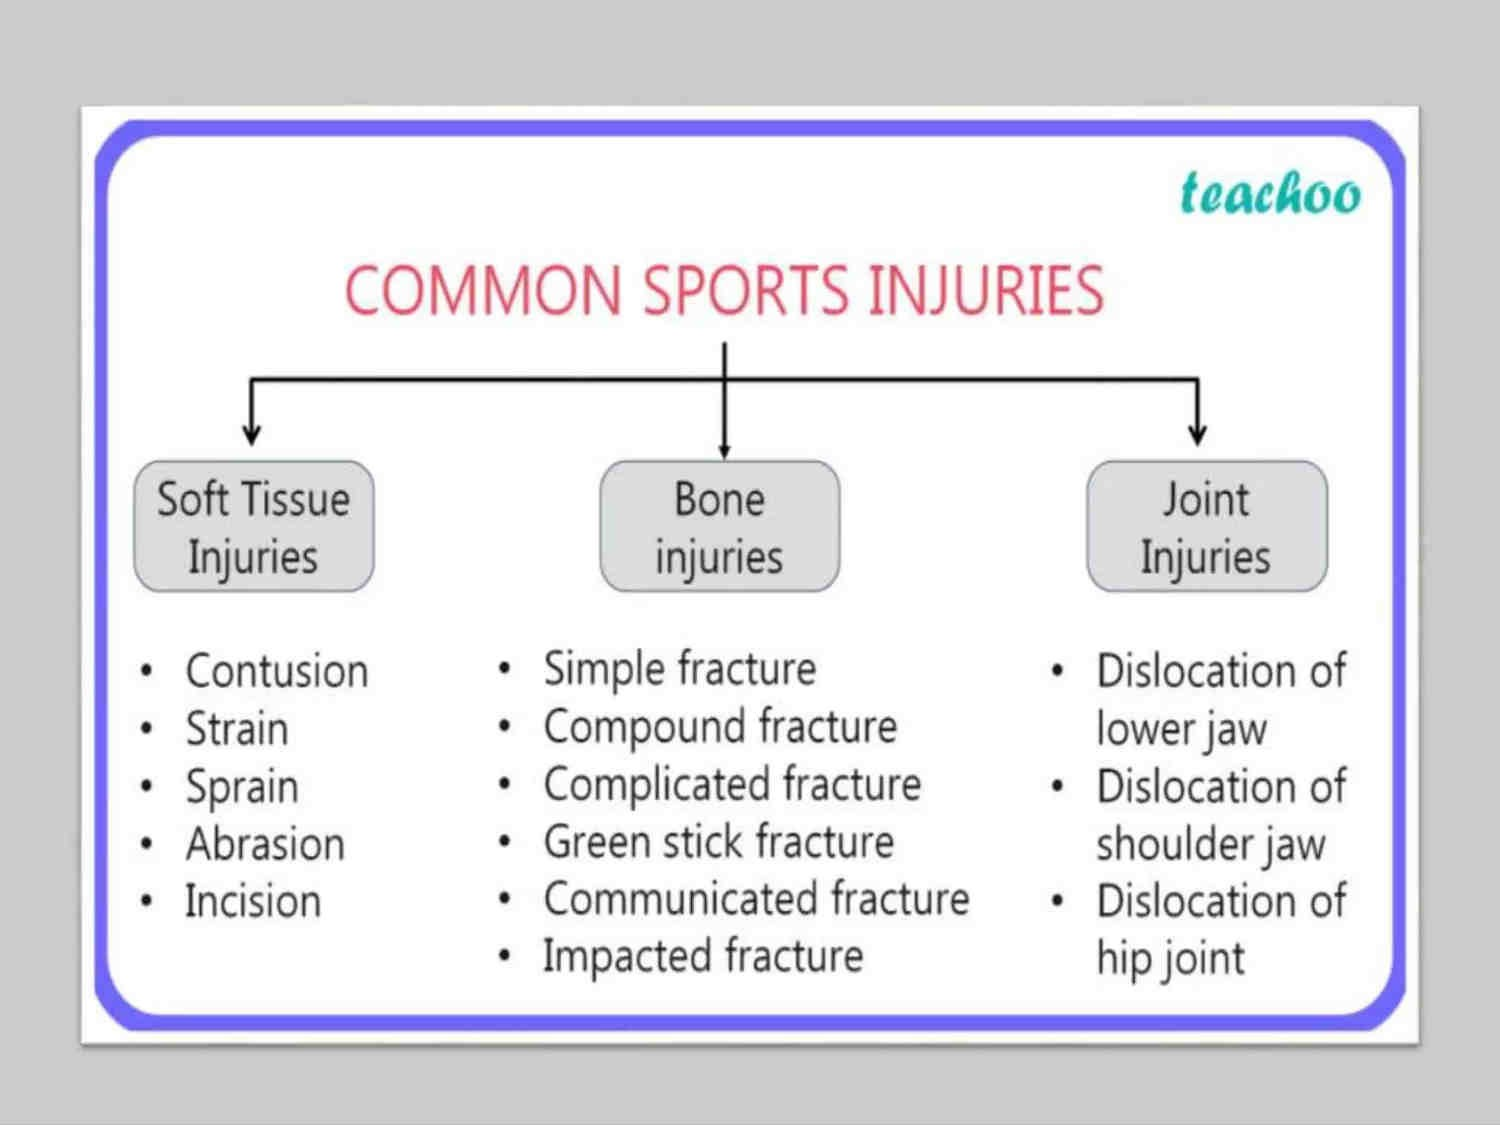 teachoo
COMMON SPORTS INJURIES
Soft Tissue
Injuries
• Contusion
• Strain
• Sprain
• Abrasion
• Incision
Bone
injuries
• Simple fracture
• Compound fracture
• Complicated fracture
• Green stick fracture
• Communicated fracture
• Impacted fracture
Joint
Injuries
• Dislocation of
lower jaw
• Dislocation of
shoulder jaw
• Dislocation of
hip joint